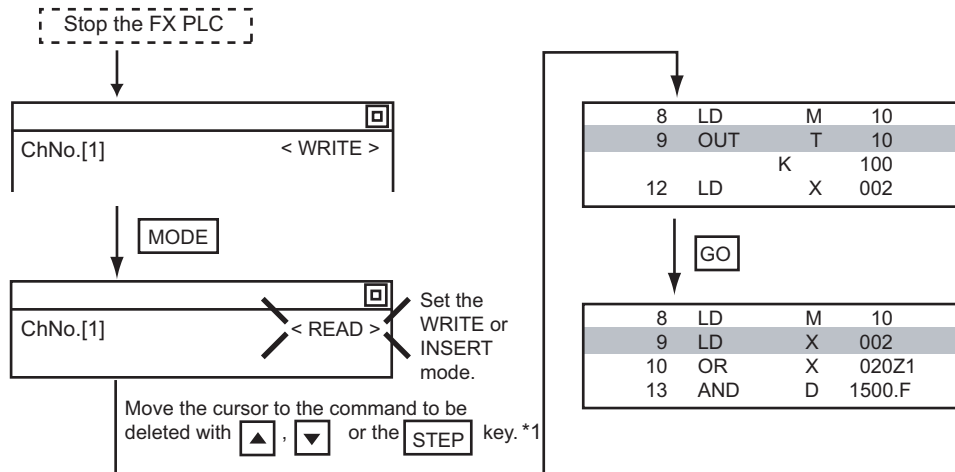 Stop the FX PLC
ChNo.[1] < WRITE >
MODE
ChNo.[1] < READ >
Set the
WRITE or
INSERT
mode.
Move the cursor to the command to be
deleted with ▲ , ▼ or the STEP key. *1
8 LD M 10
9 OUT T 10
K 100
12 LD X 002
GO
8 LD M 10
9 LD X 002
10 OR X 020Z1
13 AND D 1500.F